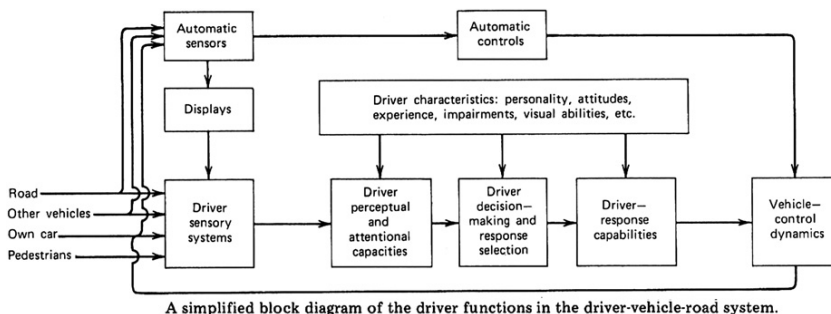 Automatic
sensors
Automatic
controls
Displays
Driver characteristics: personality, attitudes,
experience, impairments, visual abilities, etc.
Road
Other vehicles
Own car
Pedestrians
Driver
sensory
systems
Driver
perceptual
and
attentional
capacities
Driver
decision—
making and
response
selection
Driver—
response
capabilities
Vehicle—
control
dynamics
A simplified block diagram of the driver functions in the driver-vehicle-road system.